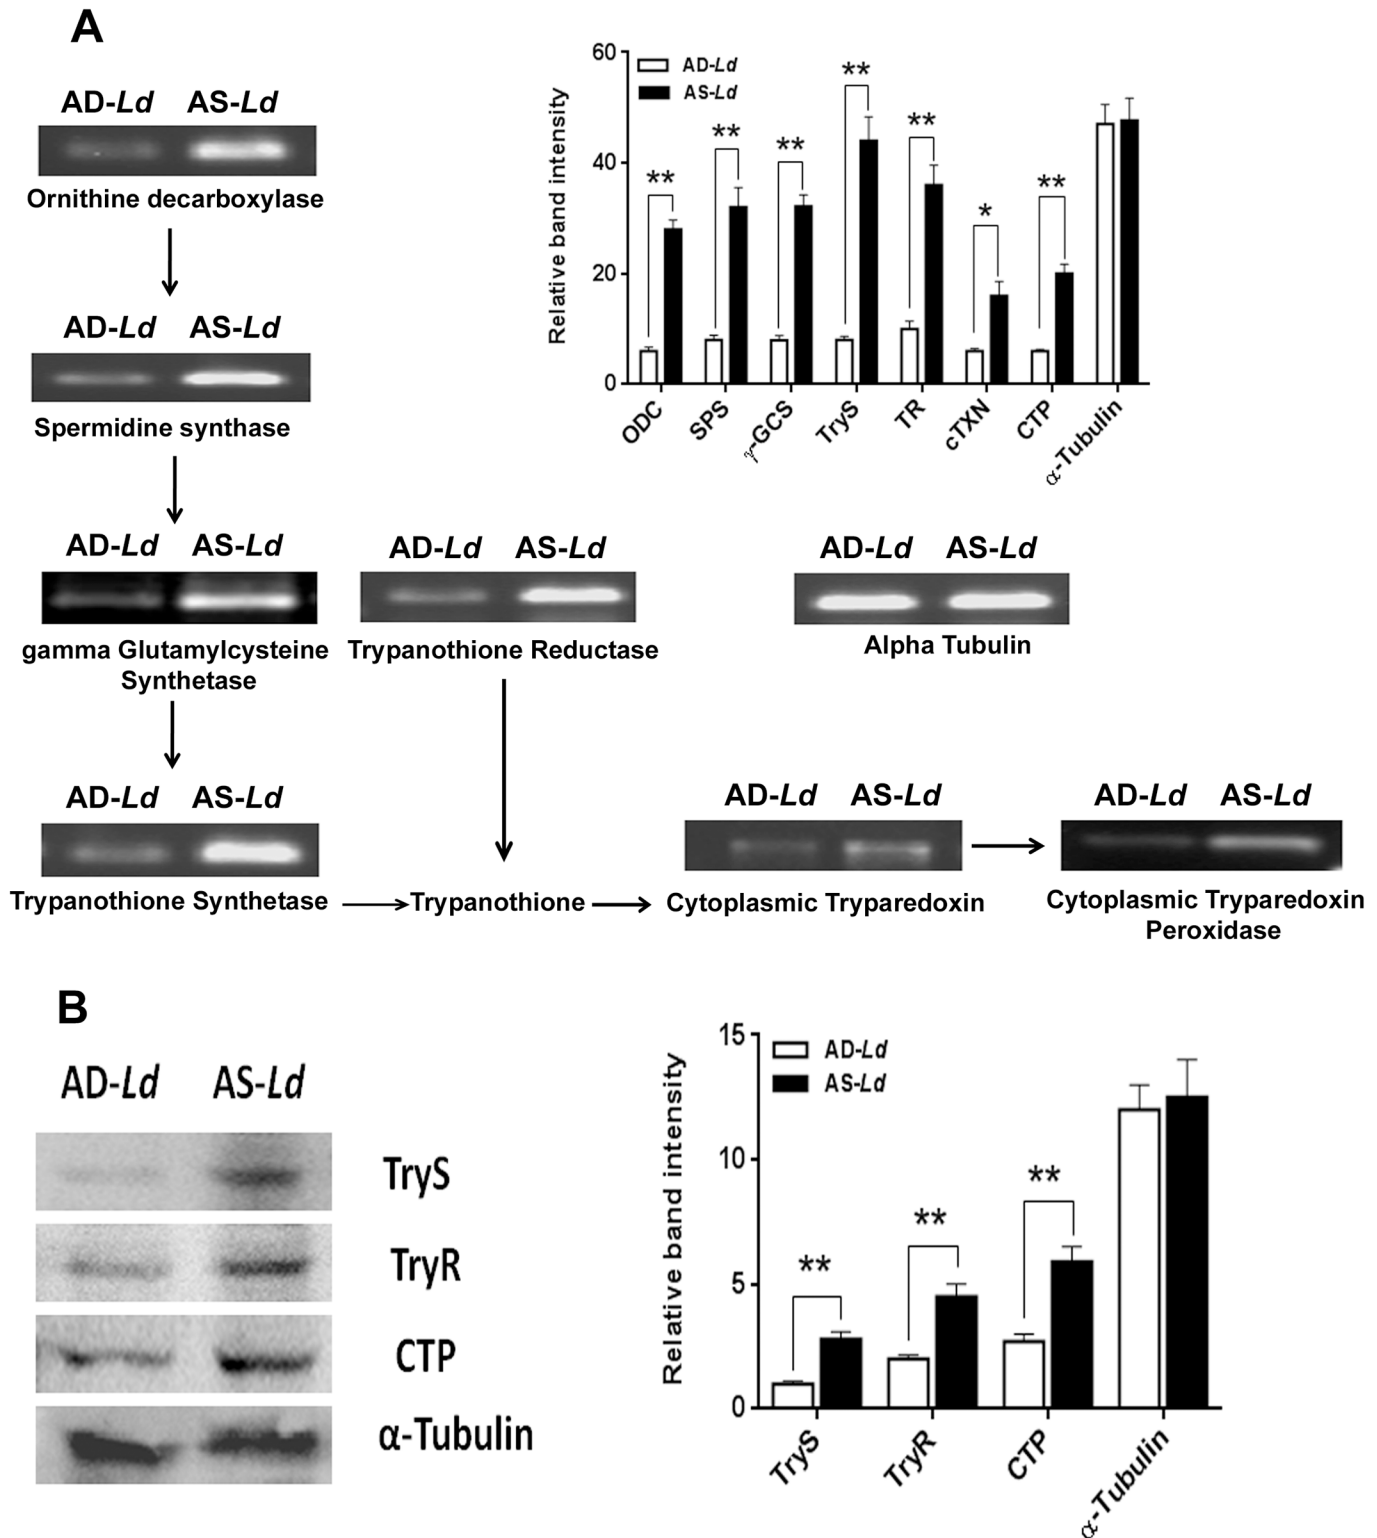 A
AD-Ld AS-Ld
Ornithine decarboxylase
AD-Ld AS-Ld
Spermidine synthase
AD-Ld AS-Ld
gamma Glutamylcysteine
Synthetase
AD-Ld AS-Ld
Trypanothione Reductase
AD-Ld AS-Ld
Alpha Tubulin
AD-Ld AS-Ld
Trypanothione Synthetase
Trypanothione
AD-Ld AS-Ld
Cytoplasmic Tryparedoxin
AD-Ld AS-Ld
Cytoplasmic Tryparedoxin
Peroxidase
Relative band intensity
60
40
20
0
AD-Ld
AS-Ld
** ** ** ** ** * **
ODC SPS γ-GCS TryS TR cTXN CTP α-Tubulin
B
AD-Ld AS-Ld
TryS
TryR
CTP
α-Tubulin
Relative band intensity
15
10
5
0
AD-Ld
AS-Ld
** ** **
TryS TryR CTP α-Tubulin